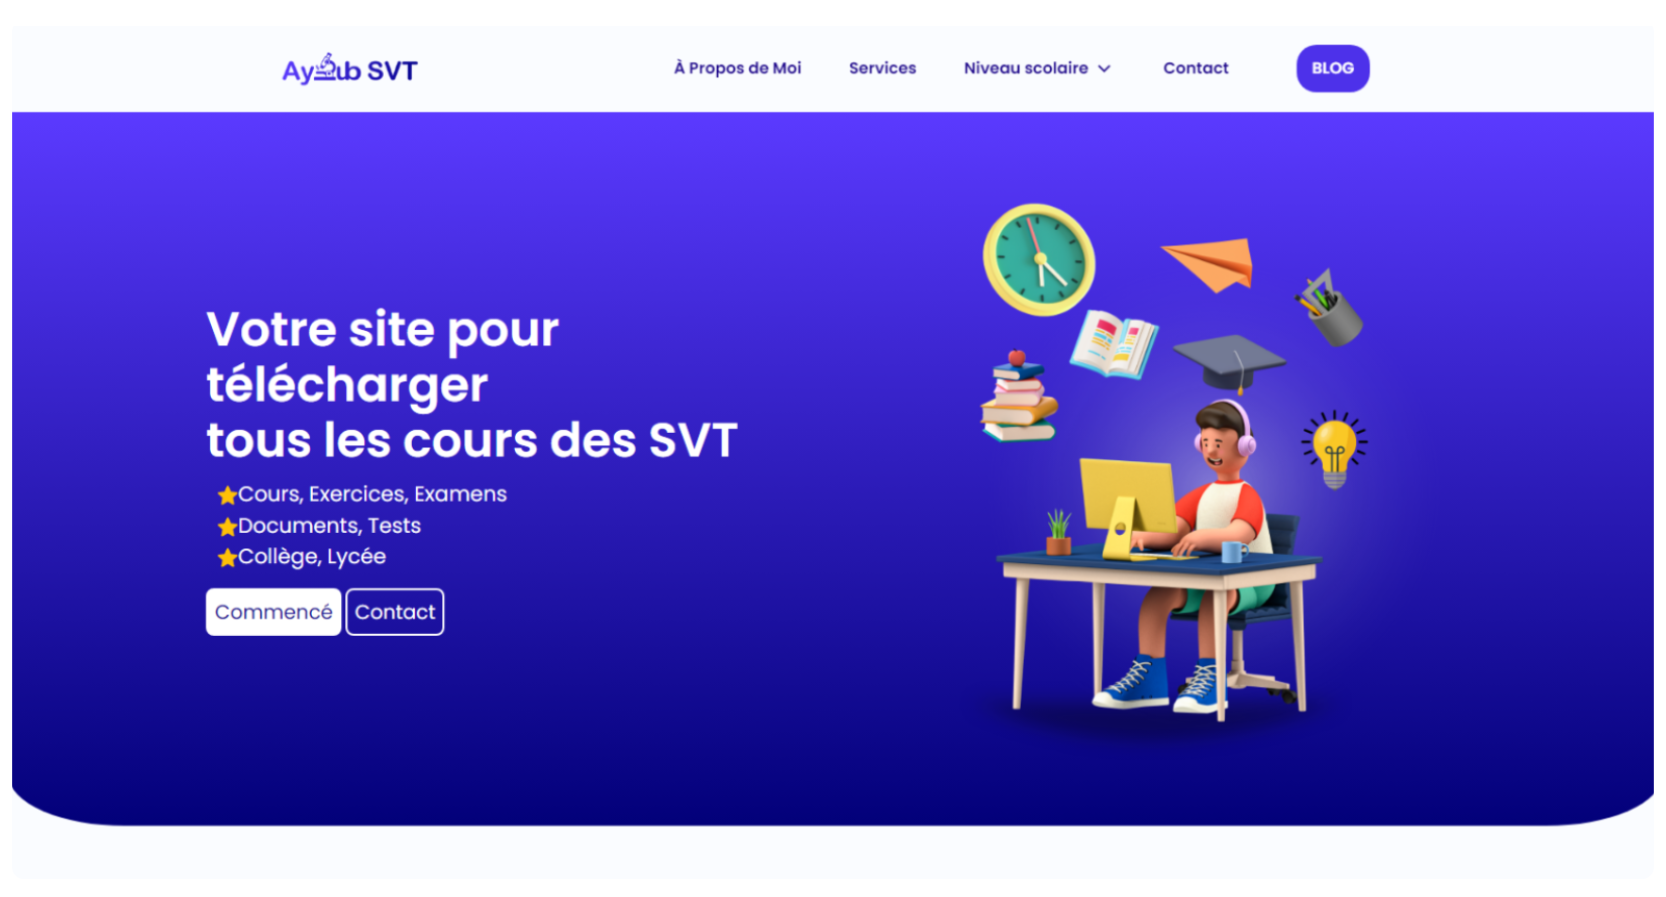 Ayoub SVT
À Propos de Moi
Services
Niveau scolaire
Contact
BLOG
Votre site pour
télécharger
tous les cours des SVT
Cours, Exercices, Examens
Documents, Tests
Collège, Lycée
Commencé
Contact